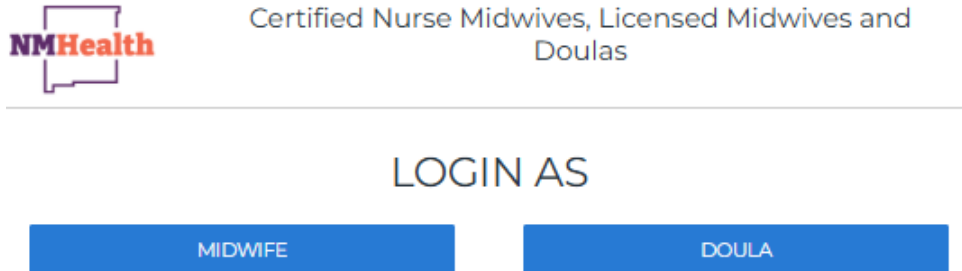 NMHealth
Certified Nurse Midwives, Licensed Midwives and
Doulas
LOGIN AS
MIDWIFE
DOULA